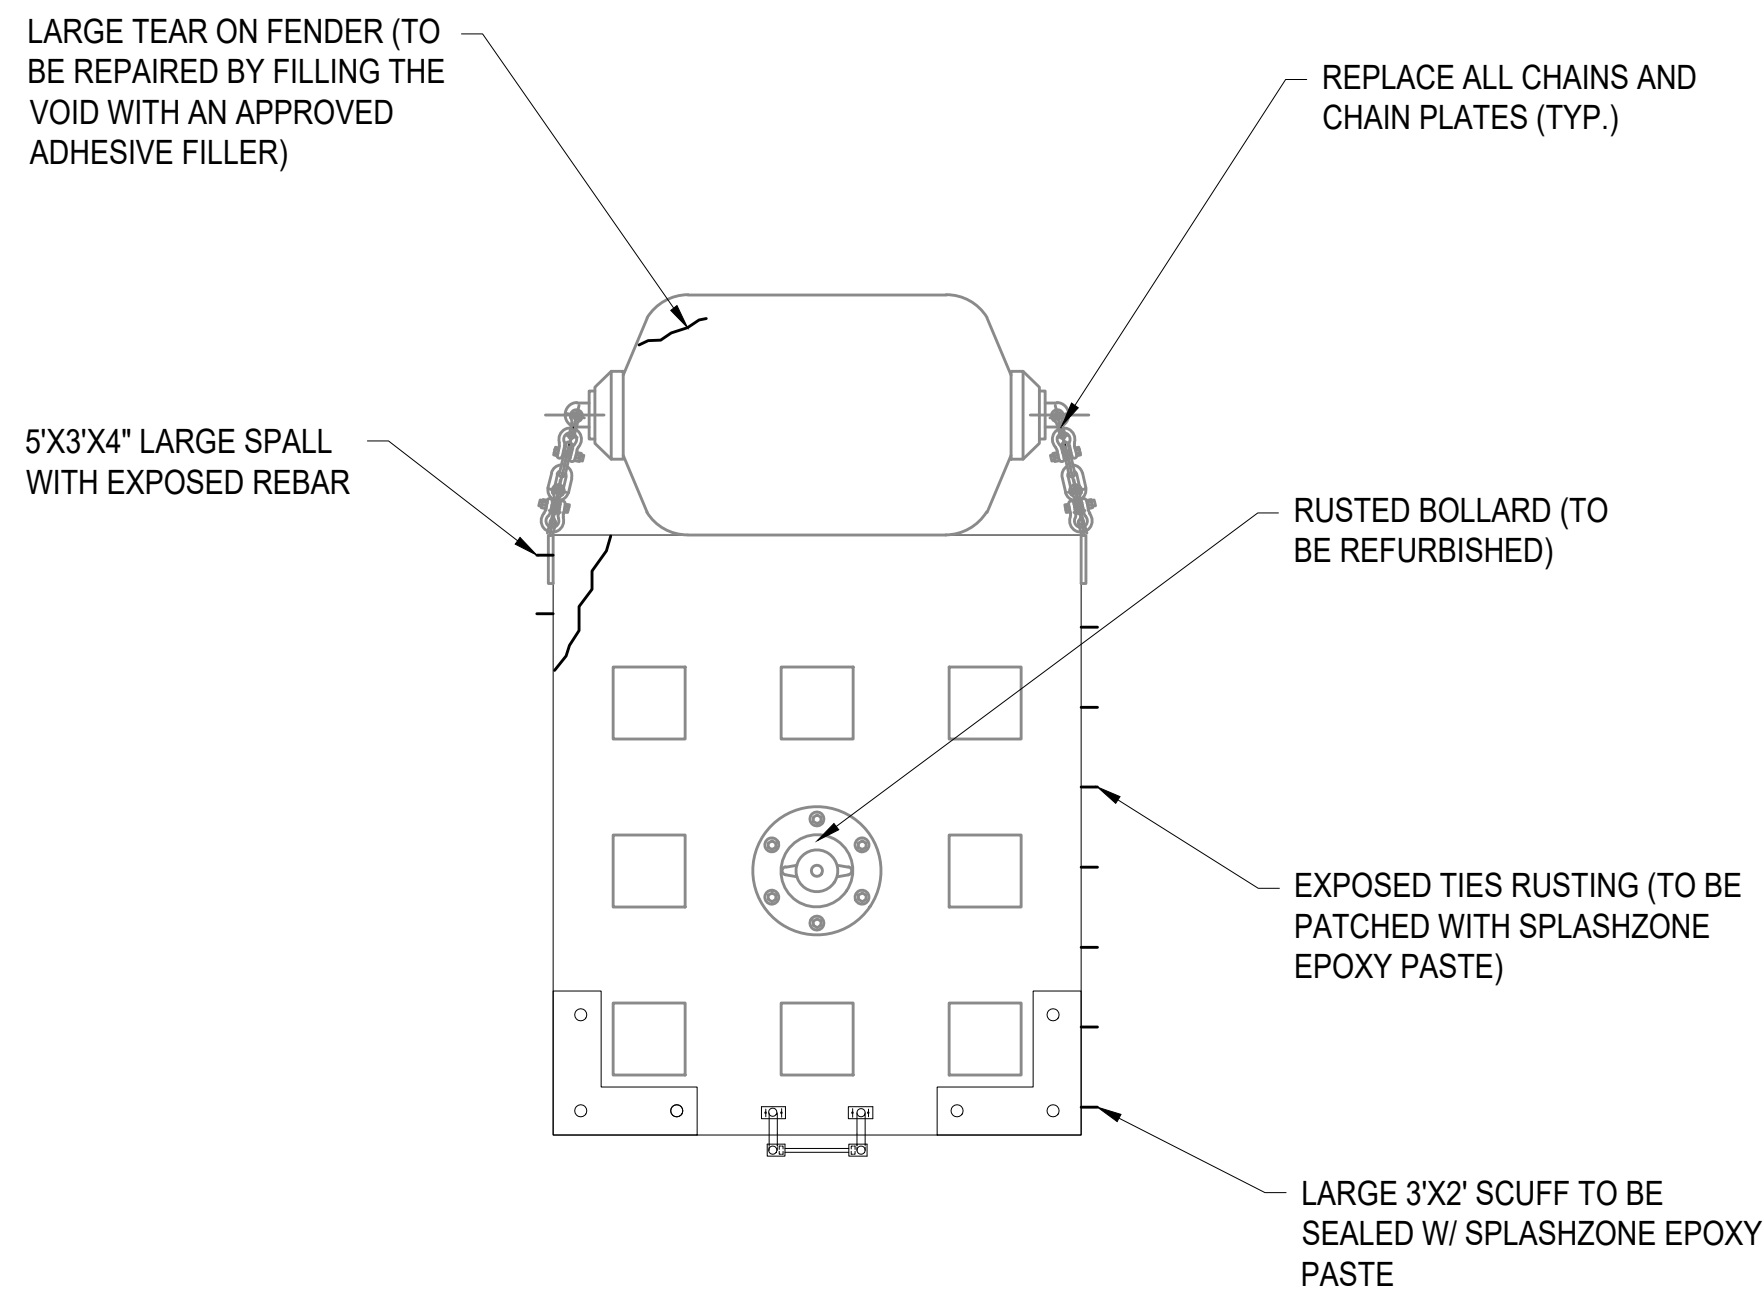 LARGE TEAR ON FENDER (TO
BE REPAIRED BY FILLING THE
VOID WITH AN APPROVED
ADHESIVE FILLER)
REPLACE ALL CHAINS AND
CHAIN PLATES (TYP.)
5'X3'X4" LARGE SPALL
WITH EXPOSED REBAR
RUSTED BOLLARD (TO
BE REFURBISHED)
EXPOSED TIES RUSTING (TO BE
PATCHED WITH SPLASHZONE
EPOXY PASTE)
LARGE 3'X2' SCUFF TO BE
SEALED W/ SPLASHZONE EPOXY
PASTE